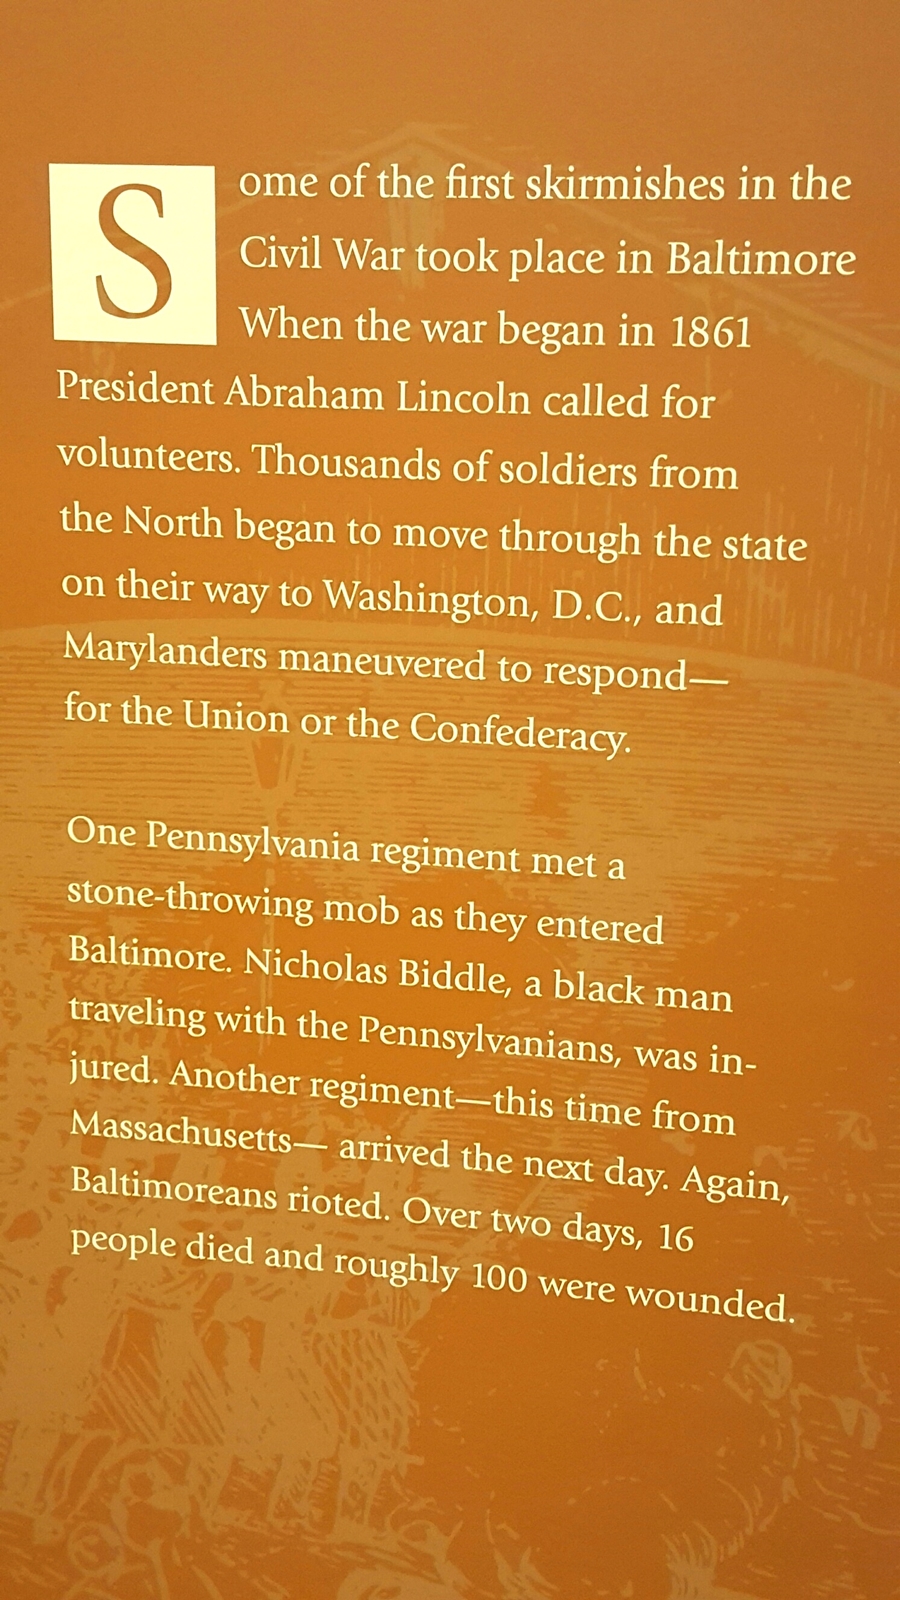 Some of the first skirmishes in the
Civil War took place in Baltimore
When the war began in 1861
President Abraham Lincoln called for
volunteers. Thousands of soldiers from
the North began to move through the state
on their way to Washington, D.C., and
Marylanders maneuvered to respond—
for the Union or the Confederacy.
One Pennsylvania regiment met a
stone-throwing mob as they entered
Baltimore. Nicholas Biddle, a black man
traveling with the Pennsylvanians, was in-
jured. Another regiment—this time from
Massachusetts— arrived the next day. Again,
Baltimoreans rioted. Over two days, 16
people died and roughly 100 were wounded.